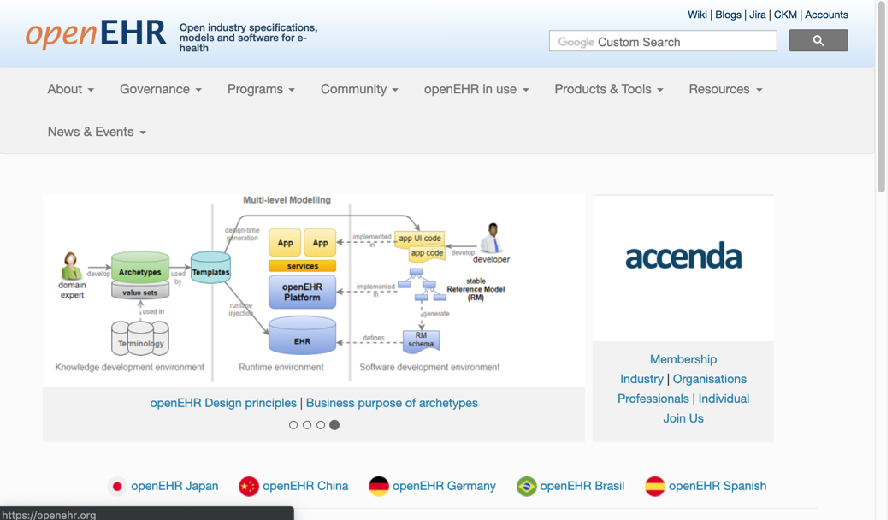 Wiki | Blogs | Jira | CKM | Accounts
openEHR
Open industry specifications,
models and software for e-
health
Google Custom Search
About
Governance
Programs
Community
openEHR in use
Products & Tools
Resources
News & Events
Multi-level Modelling
design-time
generation
App
App
services
openEHR
Platform
EHR
implemented
in
app UI code
app code
develop
developer
domain
expert
develop
Archetypes
value sets
used
by
Templates
used in
Terminology
runtime
injection
implemented
in
stable
Reference Model
(RM)
generate
defines
RM
schema
Knowledge development environment
Runtime environment
Software development environment
openEHR Design principles | Business purpose of archetypes
accenda
Membership
Industry | Organisations
Professionals | Individual
Join Us
openEHR Japan
openEHR China
openEHR Germany
openEHR Brasil
openEHR Spanish
https://openehr.org